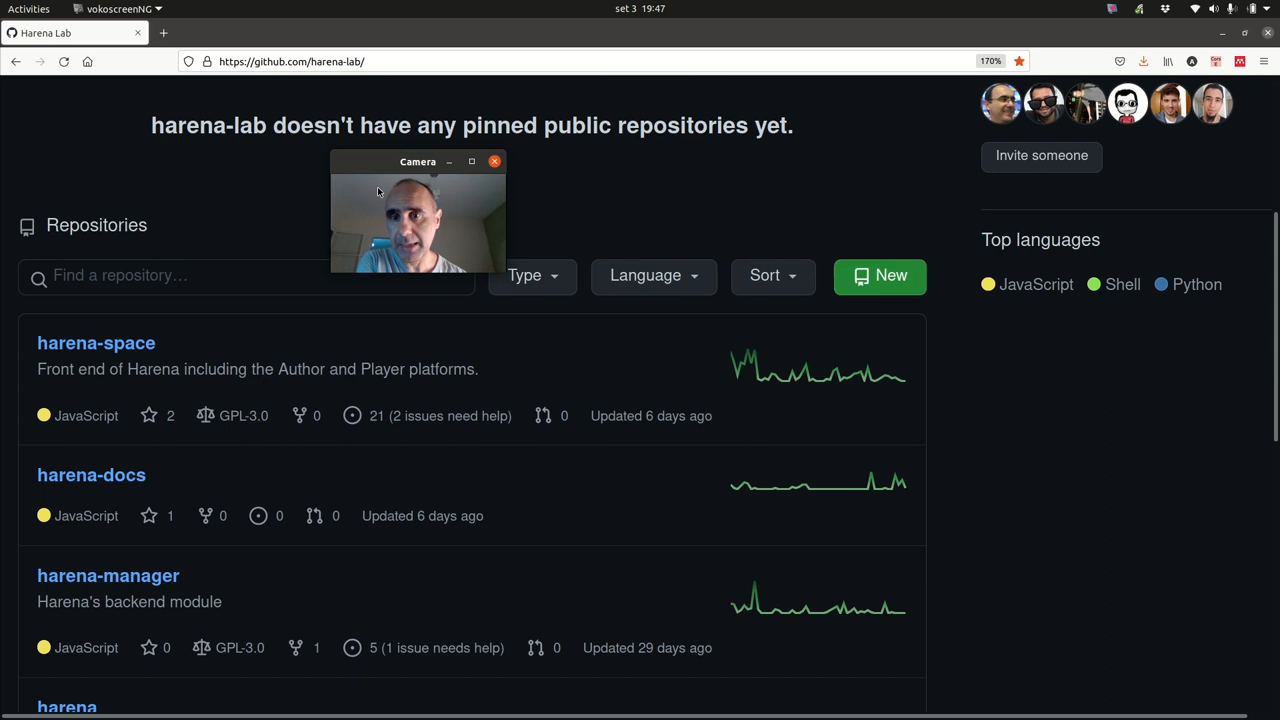 Activities vokoscreenNG set 3 19:47
Harena Lab
https://github.com/harena-lab/ 170%
harena-lab doesn't have any pinned public repositories yet.
Invite someone
Camera
Repositories
Find a repository…
Type Language Sort New
Top languages
JavaScript Shell Python
harena-space
Front end of Harena including the Author and Player platforms.
JavaScript 2 GPL-3.0 0 21 (2 issues need help) 0 Updated 6 days ago
harena-docs
JavaScript 1 0 0 0 Updated 6 days ago
harena-manager
Harena's backend module
JavaScript 0 GPL-3.0 1 5 (1 issue needs help) 0 Updated 29 days ago
harena